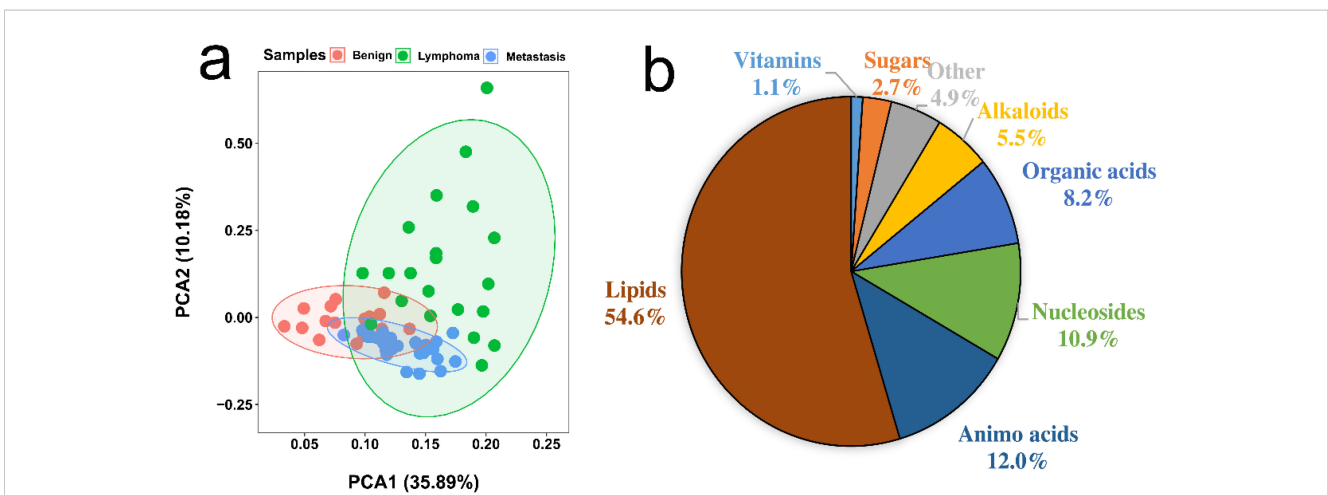 a
Samples Benign Lymphoma Metastasis
0.50
0.25
0.00
−0.25
PCA2 (10.18%)
0.05 0.10 0.15 0.20 0.25
PCA1 (35.89%)
b
Vitamins
1.1%
Sugars
2.7%
Other
4.9%
Alkaloids
5.5%
Organic acids
8.2%
Nucleosides
10.9%
Animo acids
12.0%
Lipids
54.6%